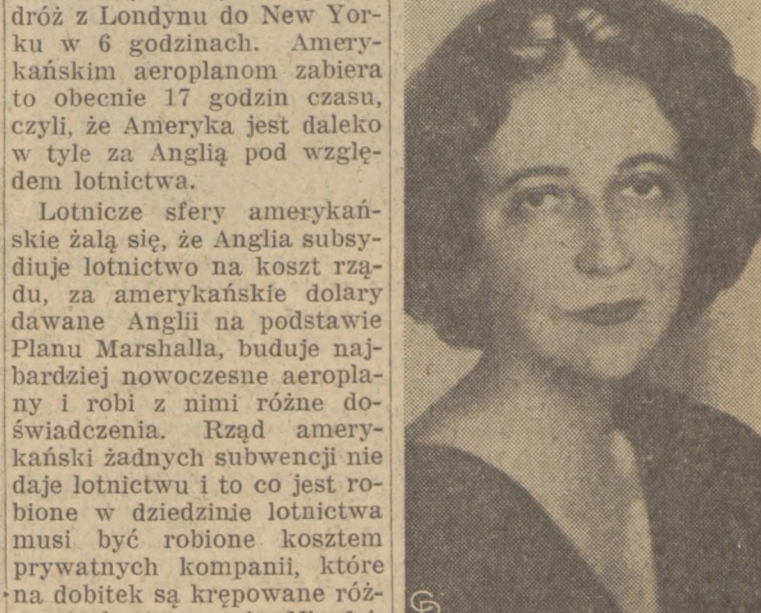 dróż z Londynu do New Yor-
ku w 6 godzinach. Amery-
kańskim aeroplanom zabiera
to obecnie 17 godzin czasu,
czyli, że Ameryka jest daleko
w tyle za Anglią pod wzglę-
dem lotnictwa.
Lotnicze sfery amerykań-
skie żalą się, że Anglia subsy-
diuje lotnictwo na koszt rzą-
du, za amerykańskie dolary
dawane Anglii na podstawie
Planu Marshalla, buduje naj-
bardziej nowoczesne aeropla-
ny i robi z nimi różne do-
świadczenia. Rząd amery-
kański żadnych subwencji nie
daje lotnictwu i to co jest ro-
bione w dziedzinie lotnictwa
musi być robione kosztem
prywatnych kompanii, które
na dobitek są krępowane róż-